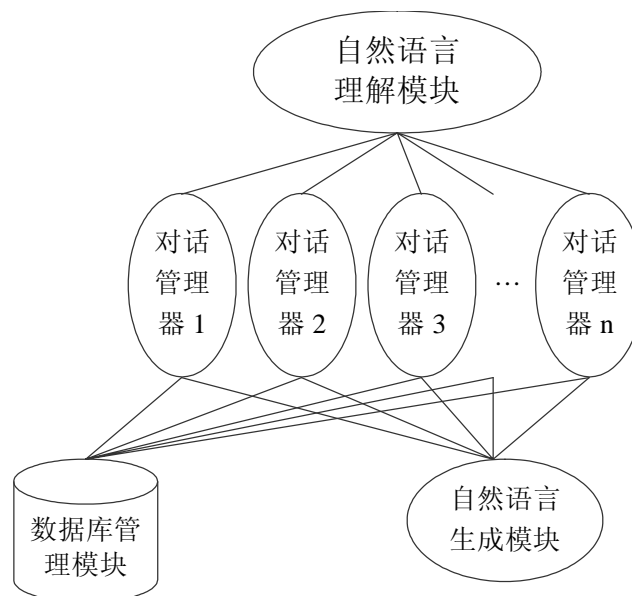 自然语言
理解模块
对话
管理
器 1
对话
管理
器 2
对话
管理
器 3
…
对话
管理
器 n
数据库管
理模块
自然语言
生成模块